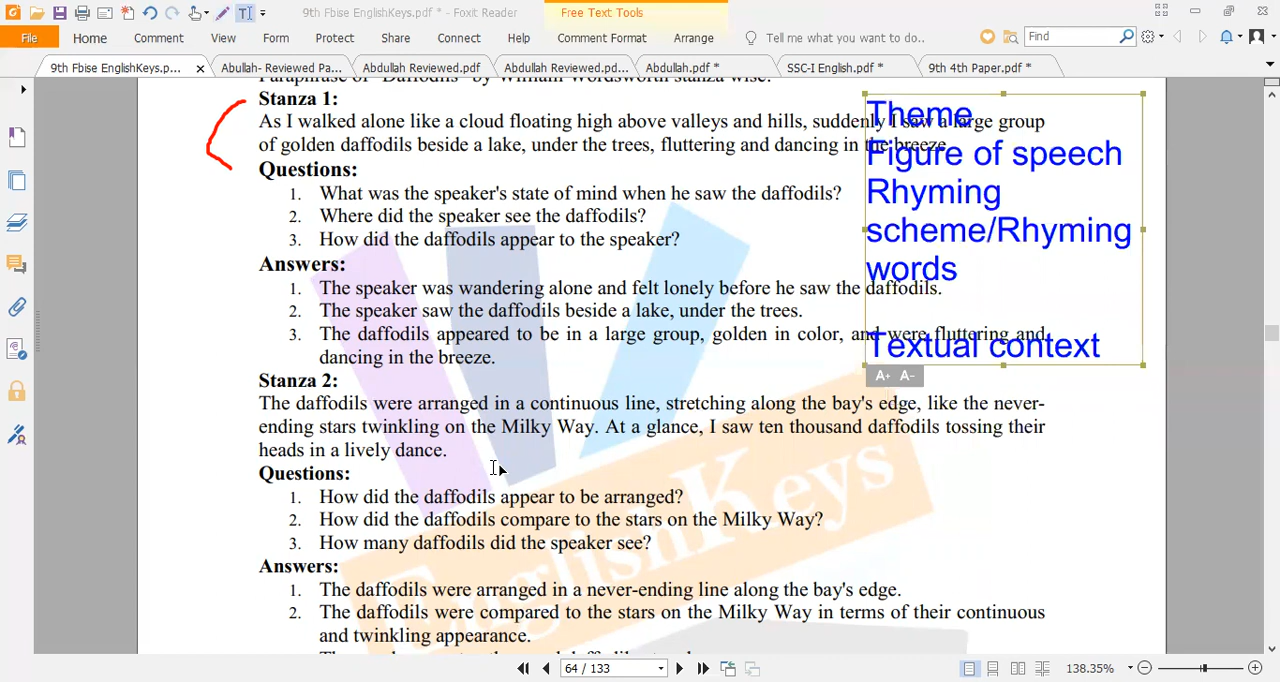 9th Fbise EnglishKeys.pdf * - Foxit Reader
Free Text Tools
File Home Comment View Form Protect Share Connect Help Comment Format Arrange Tell me what you want to do.. Find
9th Fbise EnglishKeys.p... Abullah- Reviewed Pa... Abdullah Reviewed.pdf Abdullah Reviewed.pd... Abdullah.pdf * SSC-I English.pdf * 9th 4th Paper.pdf *
Paraphrase of "Daffodils" by William Wordsworth stanza wise:
Stanza 1:
As I walked alone like a cloud floating high above valleys and hills, suddenly I saw a large group
of golden daffodils beside a lake, under the trees, fluttering and dancing in the breeze.
Questions:
1. What was the speaker's state of mind when he saw the daffodils?
2. Where did the speaker see the daffodils?
3. How did the daffodils appear to the speaker?
Answers:
1. The speaker was wandering alone and felt lonely before he saw the daffodils.
2. The speaker saw the daffodils beside a lake, under the trees.
3. The daffodils appeared to be in a large group, golden in color, and were fluttering and
dancing in the breeze.
Theme
Figure of speech
Rhyming
scheme/Rhyming
words
Textual context
A+ A-
Stanza 2:
The daffodils were arranged in a continuous line, stretching along the bay's edge, like the never-
ending stars twinkling on the Milky Way. At a glance, I saw ten thousand daffodils tossing their
heads in a lively dance.
Questions:
1. How did the daffodils appear to be arranged?
2. How did the daffodils compare to the stars on the Milky Way?
3. How many daffodils did the speaker see?
Answers:
1. The daffodils were arranged in a never-ending line along the bay's edge.
2. The daffodils were compared to the stars on the Milky Way in terms of their continuous
and twinkling appearance.
EnglishKeys
64 / 133
138.35%